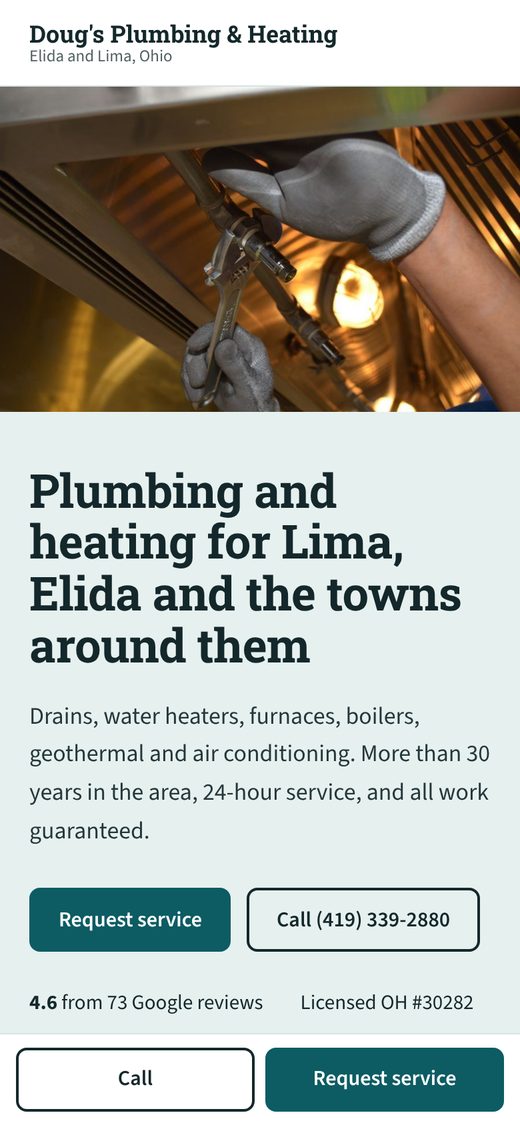 Doug's Plumbing & Heating
Elida and Lima, Ohio
Plumbing and
heating for Lima,
Elida and the towns
around them
Drains, water heaters, furnaces, boilers,
geothermal and air conditioning. More than 30
years in the area, 24-hour service, and all work
guaranteed.
Request service
Call (419) 339-2880
4.6 from 73 Google reviews
Licensed OH #30282
Call
Request service